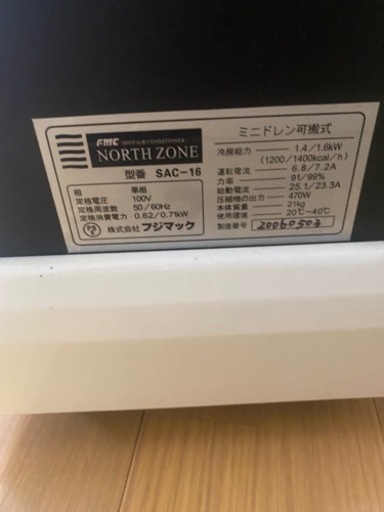 FMC SPOT AIR CONDITIONER
NORTH ZONE
型番 SAC-16
相 単相
定格電圧 100V
定格周波数 50/60Hz
定格消費電力 0.62/0.71kW
PS
E
株式会社フジマック
ミニドレン可搬式
冷房能力 1.4/1.6kW
(1200/1400kcal/h)
運転電流 6.8/7.2A
力率 91/99%
始動電流 25.1/23.3A
圧縮機の出力 470W
本体質量 21kg
使用環境 20℃~40℃
製造番号 20060503